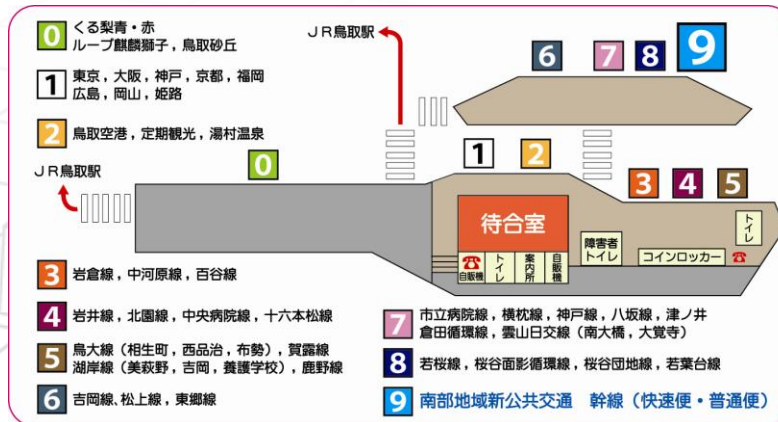 0 くる梨青・赤
ループ麒麟獅子，鳥取砂丘
1 東京，大阪，神戸，京都，福岡
広島，岡山，姫路
2 鳥取空港，定期観光，湯村温泉
JR鳥取駅
6
7
8
9
JR鳥取駅
0
1
2
3
4
5
待合室
☎
自販機
トイレ
案内所
自販機
障害者
トイレ
コインロッカー ☎
トイレ
3 岩倉線，中河原線，百谷線
4 岩井線，北園線，中央病院線，十六本松線
5 鳥大線（相生町，西品治，布勢），賀露線
湖岸線（美萩野，吉岡，養護学校），鹿野線
6 吉岡線、松上線，東郷線
7 市立病院線，横枕線，神戸線，八坂線，津ノ井
倉田循環線，雲山日交線（南大橋，大覚寺）
8 若桜線，桜谷面影循環線，桜谷団地線，若葉台線
9 南部地域新公共交通 幹線（快速便・普通便）